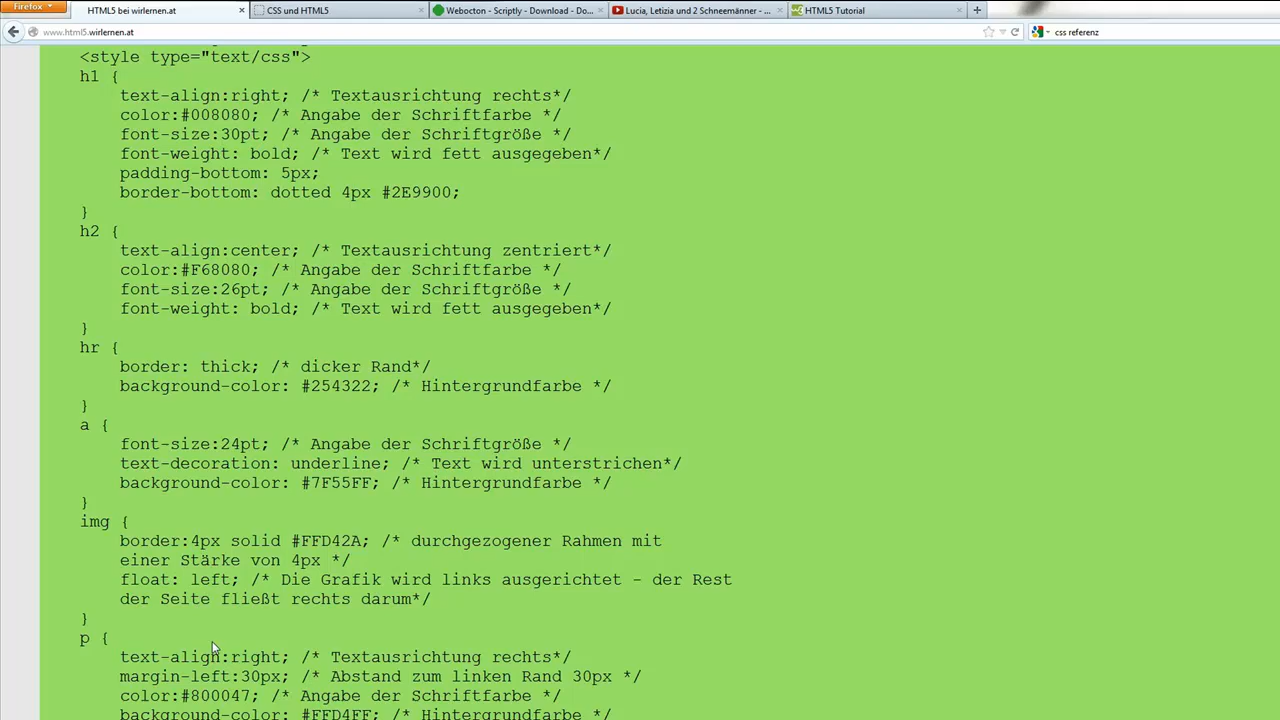 Firefox
HTML5 bei wirlernen.at
CSS und HTML5
Webocton - Scriptly - Download - Do...
Lucia, Letizia und 2 Schneemänner - ...
HTML5 Tutorial
www.html5.wirlernen.at
css referenz
<style type="text/css">
h1 {
text-align:right; /* Textausrichtung rechts*/
color:#008080; /* Angabe der Schriftfarbe */
font-size:30pt; /* Angabe der Schriftgröße */
font-weight: bold; /* Text wird fett ausgegeben*/
padding-bottom: 5px;
border-bottom: dotted 4px #2E9900;
}
h2 {
text-align:center; /* Textausrichtung zentriert*/
color:#F68080; /* Angabe der Schriftfarbe */
font-size:26pt; /* Angabe der Schriftgröße */
font-weight: bold; /* Text wird fett ausgegeben*/
}
hr {
border: thick; /* dicker Rand*/
background-color: #254322; /* Hintergrundfarbe */
}
a {
font-size:24pt; /* Angabe der Schriftgröße */
text-decoration: underline; /* Text wird unterstrichen*/
background-color: #7F55FF; /* Hintergrundfarbe */
}
img {
border:4px solid #FFD42A; /* durchgezogener Rahmen mit
einer Stärke von 4px */
float: left; /* Die Grafik wird links ausgerichtet - der Rest
der Seite fließt rechts darum*/
}
p {
text-align:right; /* Textausrichtung rechts*/
margin-left:30px; /* Abstand zum linken Rand 30px */
color:#800047; /* Angabe der Schriftfarbe */
background-color: #FFD4FF; /* Hintergrundfarbe */